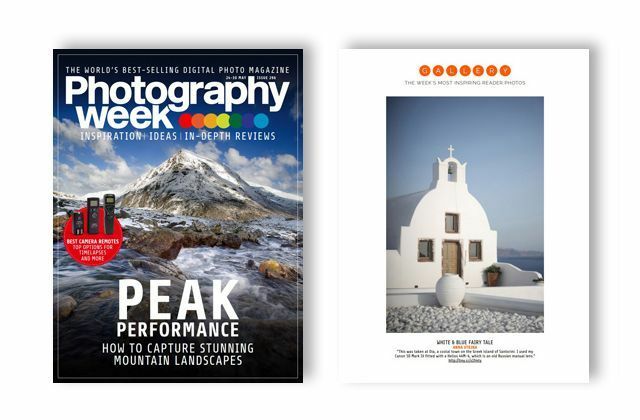 THE WORLD'S BEST-SELLING DIGITAL PHOTO MAGAZINE
24-30 MAY ISSUE 296
Photography
week
INSPIRATION | IDEAS | IN-DEPTH REVIEWS
BEST CAMERA REMOTES
TOP OPTIONS FOR
TIMELAPSES
AND MORE
PEAK
PERFORMANCE
HOW TO CAPTURE STUNNING
MOUNTAIN LANDSCAPES
GALLERY
THE WEEK'S MOST INSPIRING READER PHOTOS
WHITE & BLUE FAIRY TALE
"This was taken at Oia, a costal town on the Greek island of Santorini. I used my
Canon 5D Mark III fitted with a Helios 44M-4, which is an old Russian manual lens."